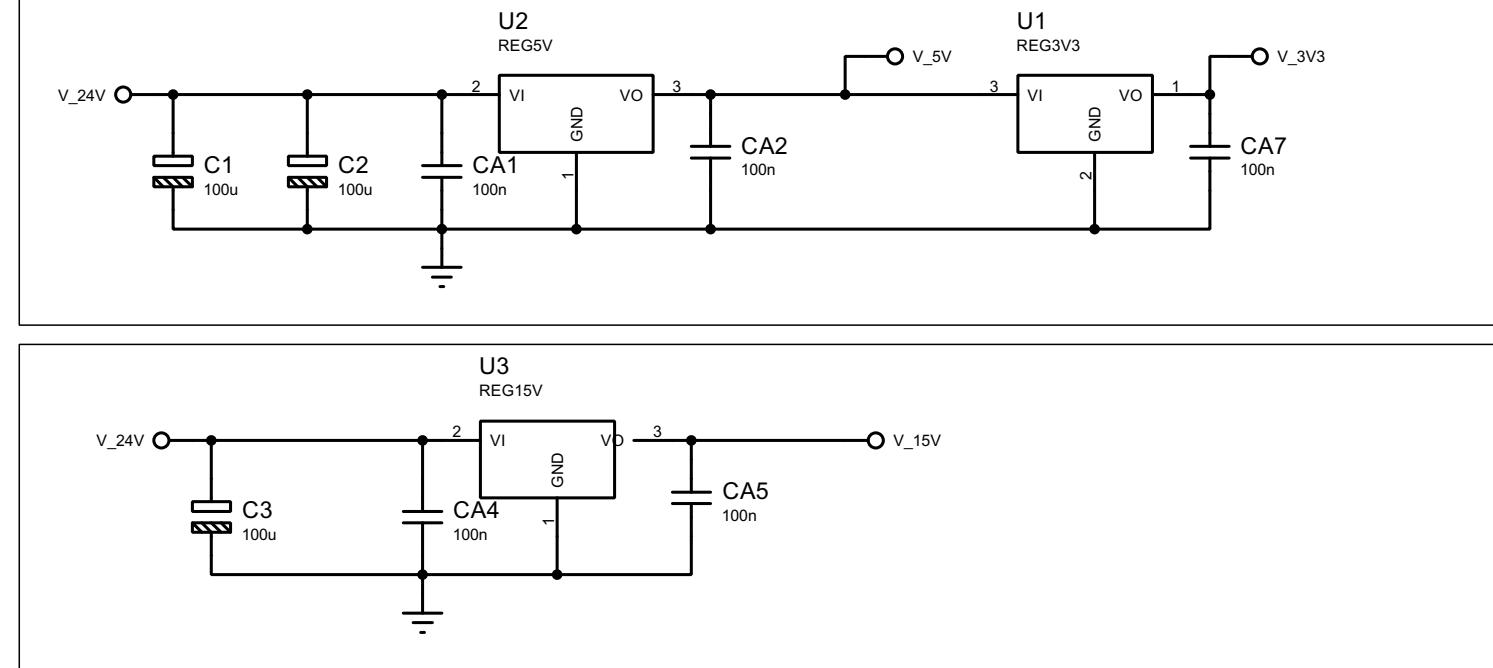 U2
REG5V
U1
REG3V3
V_5V
V_3V3
V_24V
2
VI
VO
3
3
VI
VO
1
GND
GND
C1
100u
C2
100u
CA1
100n
1
CA2
100n
2
CA7
100n
U3
REG15V
V_24V
2
VI
VO
3
V_15V
GND
C3
100u
CA4
100n
1
CA5
100n